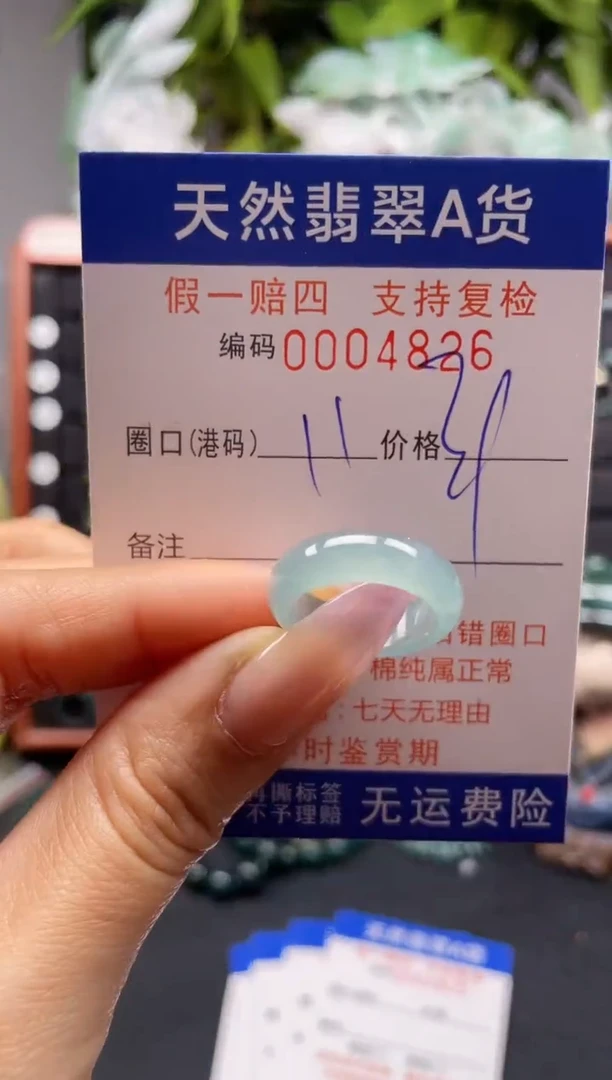 天然翡翠A货
假一赔四 支持复检
编码 0004826
圈口(港码) 11 价格
备注
错圈口
棉纯属正常
：七天无理由
时鉴赏期
撕标签
不予理赔
无运费险